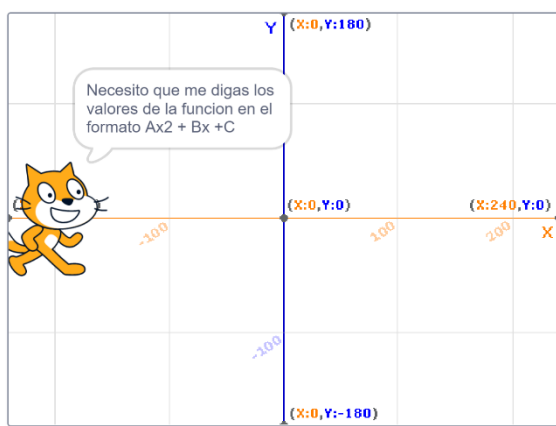 Y
(X:0,Y:180)
Necesito que me digas los
valores de la funcion en el
formato Ax2 + Bx +C
(X:0,Y:0)
(X:240,Y:0)
-100
100
200
X
-100
(X:0,Y:-180)